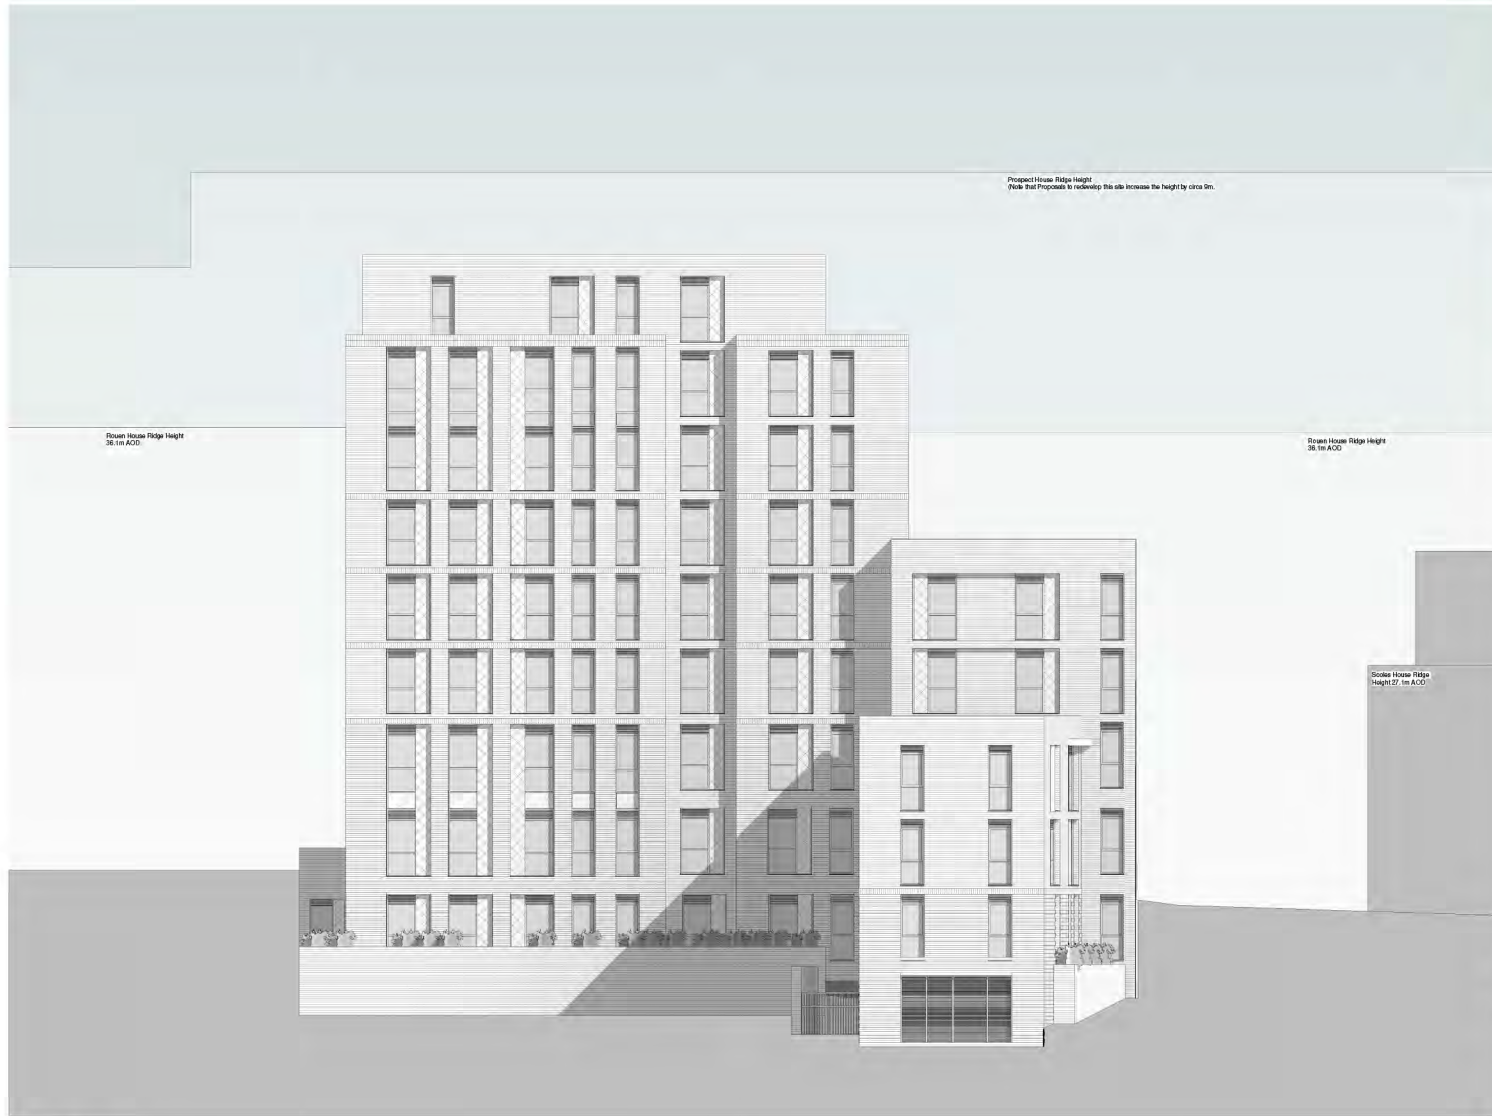 Prospect House Ridge Height
(Note that Proposals to redevelop this site increase the height by circa 9m.
Rouen House Ridge Height
36.1m AOD
Rouen House Ridge Height
36.1m AOD
Scoles House Ridge
Height 27.1m AOD